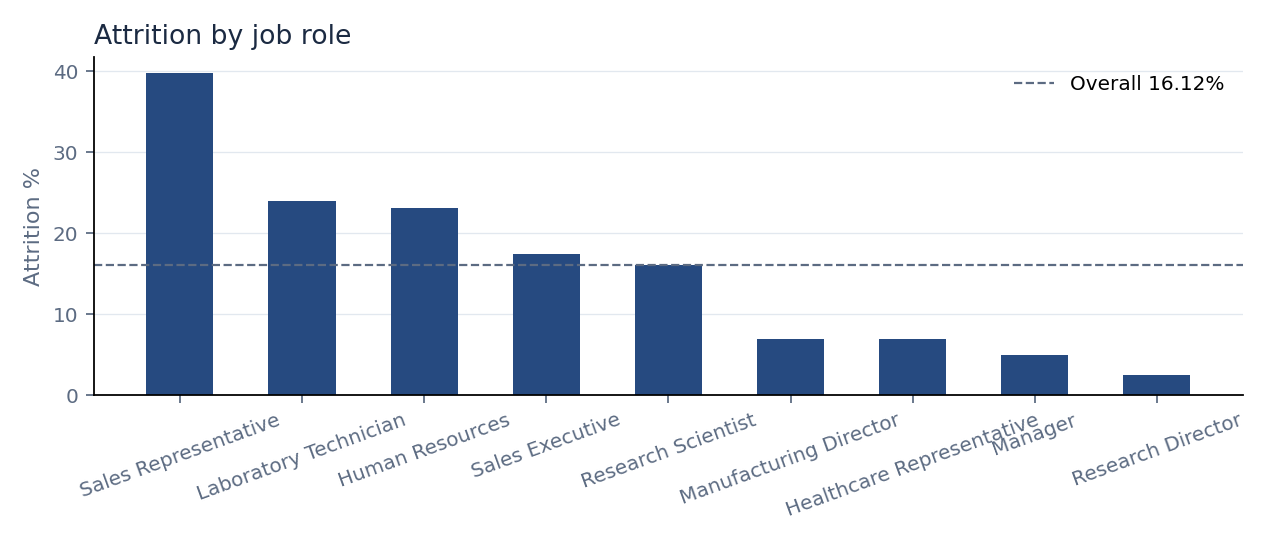 Attrition by job role
Overall 16.12%
Attrition %
40
30
20
10
0
Sales Representative
Laboratory Technician
Human Resources
Sales Executive
Research Scientist
Manufacturing Director
Healthcare Representative
Manager
Research Director